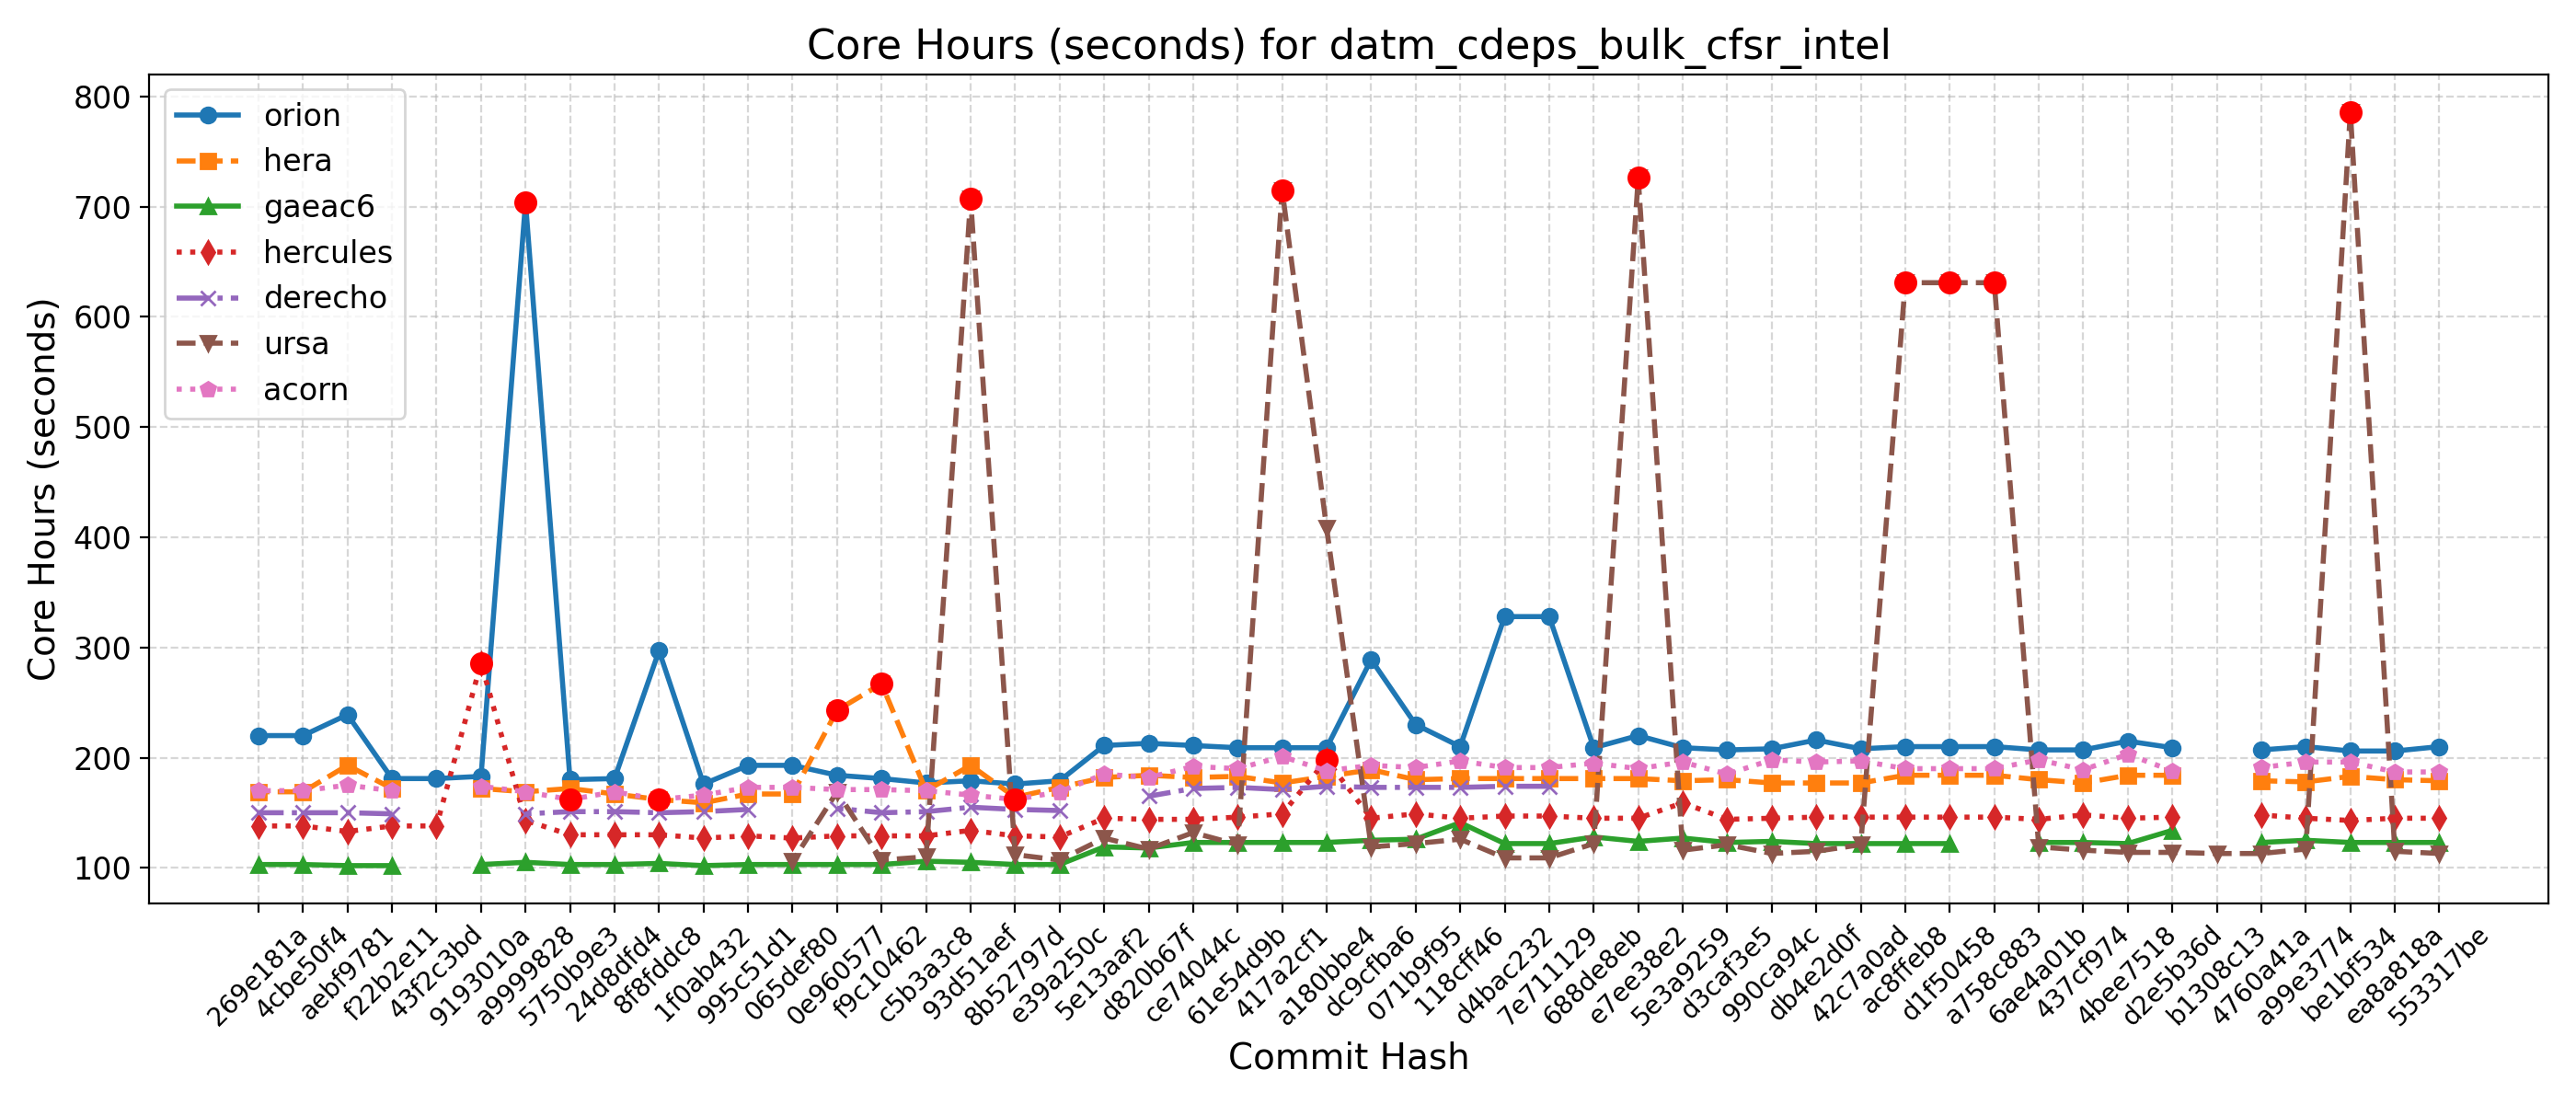 Core Hours (seconds) for datm_cdeps_bulk_cfsr_intel
Core Hours (seconds)
800
700
600
500
400
300
200
100
orion
hera
gaeac6
hercules
derecho
ursa
acorn
269e181a
4cbe50f4
aebf9781
f22b2e11
43f2c3bd
9193010a
a9999828
5750b9e3
24d8dfd4
8f8fddc8
1f0ab432
995c51d1
065def80
0e960577
f9c10462
c5b3a3c8
93d51aef
8b52797d
e39a250c
5e13aaf2
d820b67f
ce74044c
61e54d9b
417a2cf1
a180bbe4
dc9cfba6
071b9f95
118cff46
d4bac232
7e711129
688de8eb
e7ee38e2
5e3a9259
d3caf3e5
990ca94c
db4e2d0f
42c7a0ad
ac8ffeb8
d1f50458
a758c883
6ae4a01b
437cf974
4bee7518
d2e5b36d
b1308c13
4760a41a
a99e3774
be1bf534
ea8a818a
553317be
Commit Hash